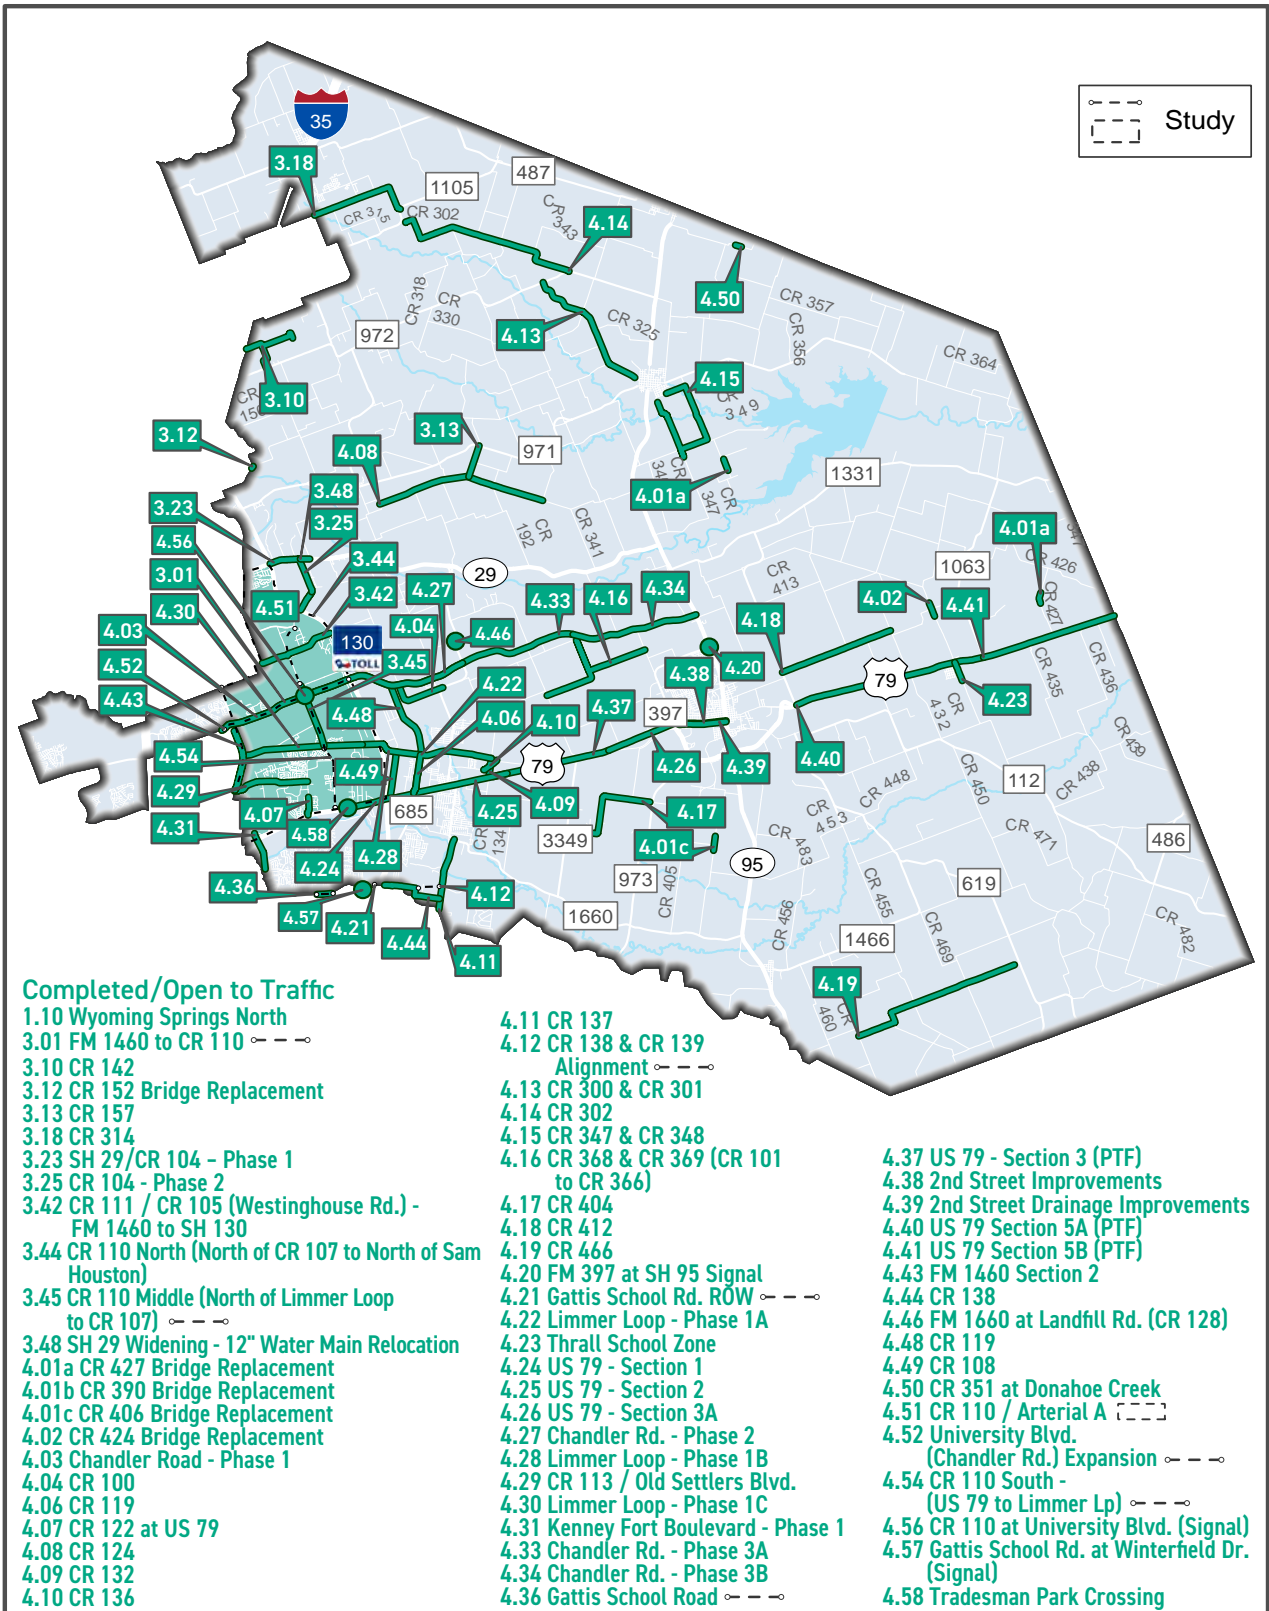 35
Study
3.18
1105
487
CR 315
CR 302
CR 343
4.14
4.50
CR 357
CR 318
CR 330
CR 325
CR 356
972
4.13
CR 364
3.10
4.15
CR 349
3.12
4.08
3.13
971
1331
4.01a
CR 347
3.23
3.48
3.25
CR 192
CR 341
4.01a
4.56
3.44
3.01
29
CR 413
1063
CR 426
4.51
3.42
4.27
4.33
4.16
4.34
4.02
4.41
CR 427
4.30
4.03
130
TOLL
4.04
4.46
4.18
4.52
3.45
4.20
CR 435
CR 436
4.43
4.22
4.38
79
4.23
4.48
4.06
4.10
4.37
397
CR 432
CR 439
4.54
4.49
79
4.26
4.39
4.40
CR 450
112
CR 438
4.29
4.07
685
4.25
4.09
CR 448
4.31
4.58
CR 134
3349
4.17
CR 453
CR 471
486
4.24
4.28
4.01c
CR 483
4.36
95
973
CR 405
619
4.12
CR 455
4.57
4.21
1660
CR 456
CR 482
4.44
1466
CR 469
4.11
4.19
CR 460
Completed/Open to Traffic
1.10 Wyoming Springs North
3.01 FM 1460 to CR 110
3.10 CR 142
3.12 CR 152 Bridge Replacement
3.13 CR 157
3.18 CR 314
3.23 SH 29/CR 104 – Phase 1
3.25 CR 104 - Phase 2
3.42 CR 111 / CR 105 (Westinghouse Rd.) -
FM 1460 to SH 130
3.44 CR 110 North (North of CR 107 to North of Sam
Houston)
3.45 CR 110 Middle (North of Limmer Loop
to CR 107)
3.48 SH 29 Widening - 12" Water Main Relocation
4.01a CR 427 Bridge Replacement
4.01b CR 390 Bridge Replacement
4.01c CR 406 Bridge Replacement
4.02 CR 424 Bridge Replacement
4.03 Chandler Road - Phase 1
4.04 CR 100
4.06 CR 119
4.07 CR 122 at US 79
4.08 CR 124
4.09 CR 132
4.10 CR 136
4.11 CR 137
4.12 CR 138 & CR 139
Alignment
4.13 CR 300 & CR 301
4.14 CR 302
4.15 CR 347 & CR 348
4.16 CR 368 & CR 369 (CR 101
to CR 366)
4.17 CR 404
4.18 CR 412
4.19 CR 466
4.20 FM 397 at SH 95 Signal
4.21 Gattis School Rd. ROW
4.22 Limmer Loop - Phase 1A
4.23 Thrall School Zone
4.24 US 79 - Section 1
4.25 US 79 - Section 2
4.26 US 79 - Section 3A
4.27 Chandler Rd. - Phase 2
4.28 Limmer Loop - Phase 1B
4.29 CR 113 / Old Settlers Blvd.
4.30 Limmer Loop - Phase 1C
4.31 Kenney Fort Boulevard - Phase 1
4.33 Chandler Rd. - Phase 3A
4.34 Chandler Rd. - Phase 3B
4.36 Gattis School Road
4.37 US 79 - Section 3 (PTF)
4.38 2nd Street Improvements
4.39 2nd Street Drainage Improvements
4.40 US 79 Section 5A (PTF)
4.41 US 79 Section 5B (PTF)
4.43 FM 1460 Section 2
4.44 CR 138
4.46 FM 1660 at Landfill Rd. (CR 128)
4.48 CR 119
4.49 CR 108
4.50 CR 351 at Donahoe Creek
4.51 CR 110 / Arterial A
4.52 University Blvd.
(Chandler Rd.) Expansion
4.54 CR 110 South -
(US 79 to Limmer Lp)
4.56 CR 110 at University Blvd. (Signal)
4.57 Gattis School Rd. at Winterfield Dr.
(Signal)
4.58 Tradesman Park Crossing